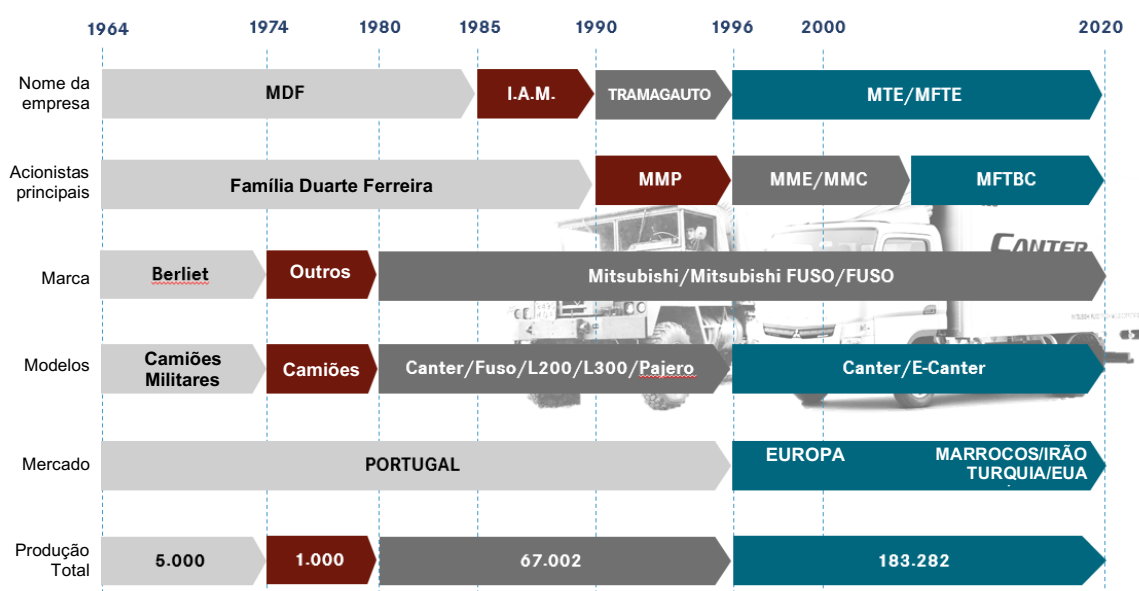 1964 1974 1980 1985 1990 1996 2000 2020
Nome da
empresa
MDF I.A.M. TRAMAGAUTO MTE/MFTE
Acionistas
principais
Família Duarte Ferreira MMP MME/MMC MFTBC
CANTER
Marca
Berliet Outros Mitsubishi/Mitsubishi FUSO/FUSO
Modelos
Camiões
Militares
Camiões Canter/Fuso/L200/L300/Pajero Canter/E-Canter
Mercado
PORTUGAL EUROPA MARROCOS/IRÃO
TURQUIA/EUA
Produção
Total
5.000 1.000 67.002 183.282